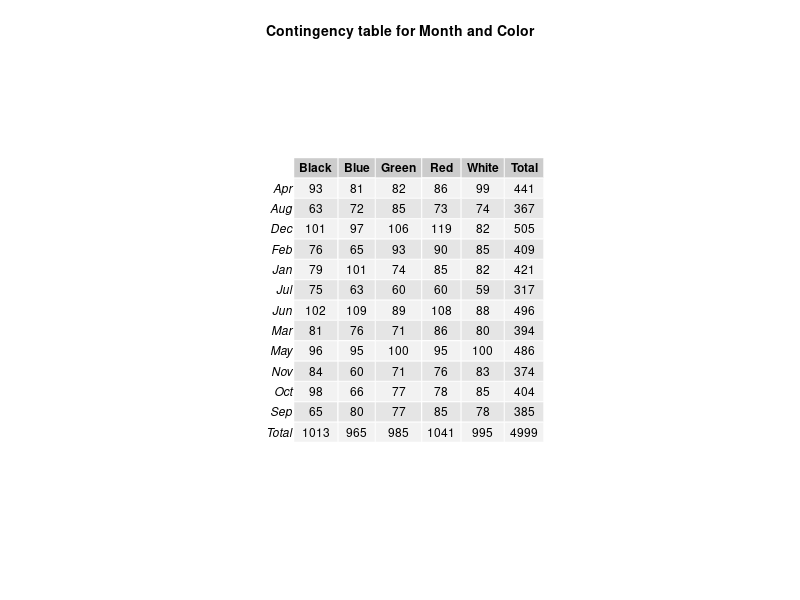 Contingency table for Month and Color
Black Blue Green Red White Total
Apr 93 81 82 86 99 441
Aug 63 72 85 73 74 367
Dec 101 97 106 119 82 505
Feb 76 65 93 90 85 409
Jan 79 101 74 85 82 421
Jul 75 63 60 60 59 317
Jun 102 109 89 108 88 496
Mar 81 76 71 86 80 394
May 96 95 100 95 100 486
Nov 84 60 71 76 83 374
Oct 98 66 77 78 85 404
Sep 65 80 77 85 78 385
Total 1013 965 985 1041 995 4999